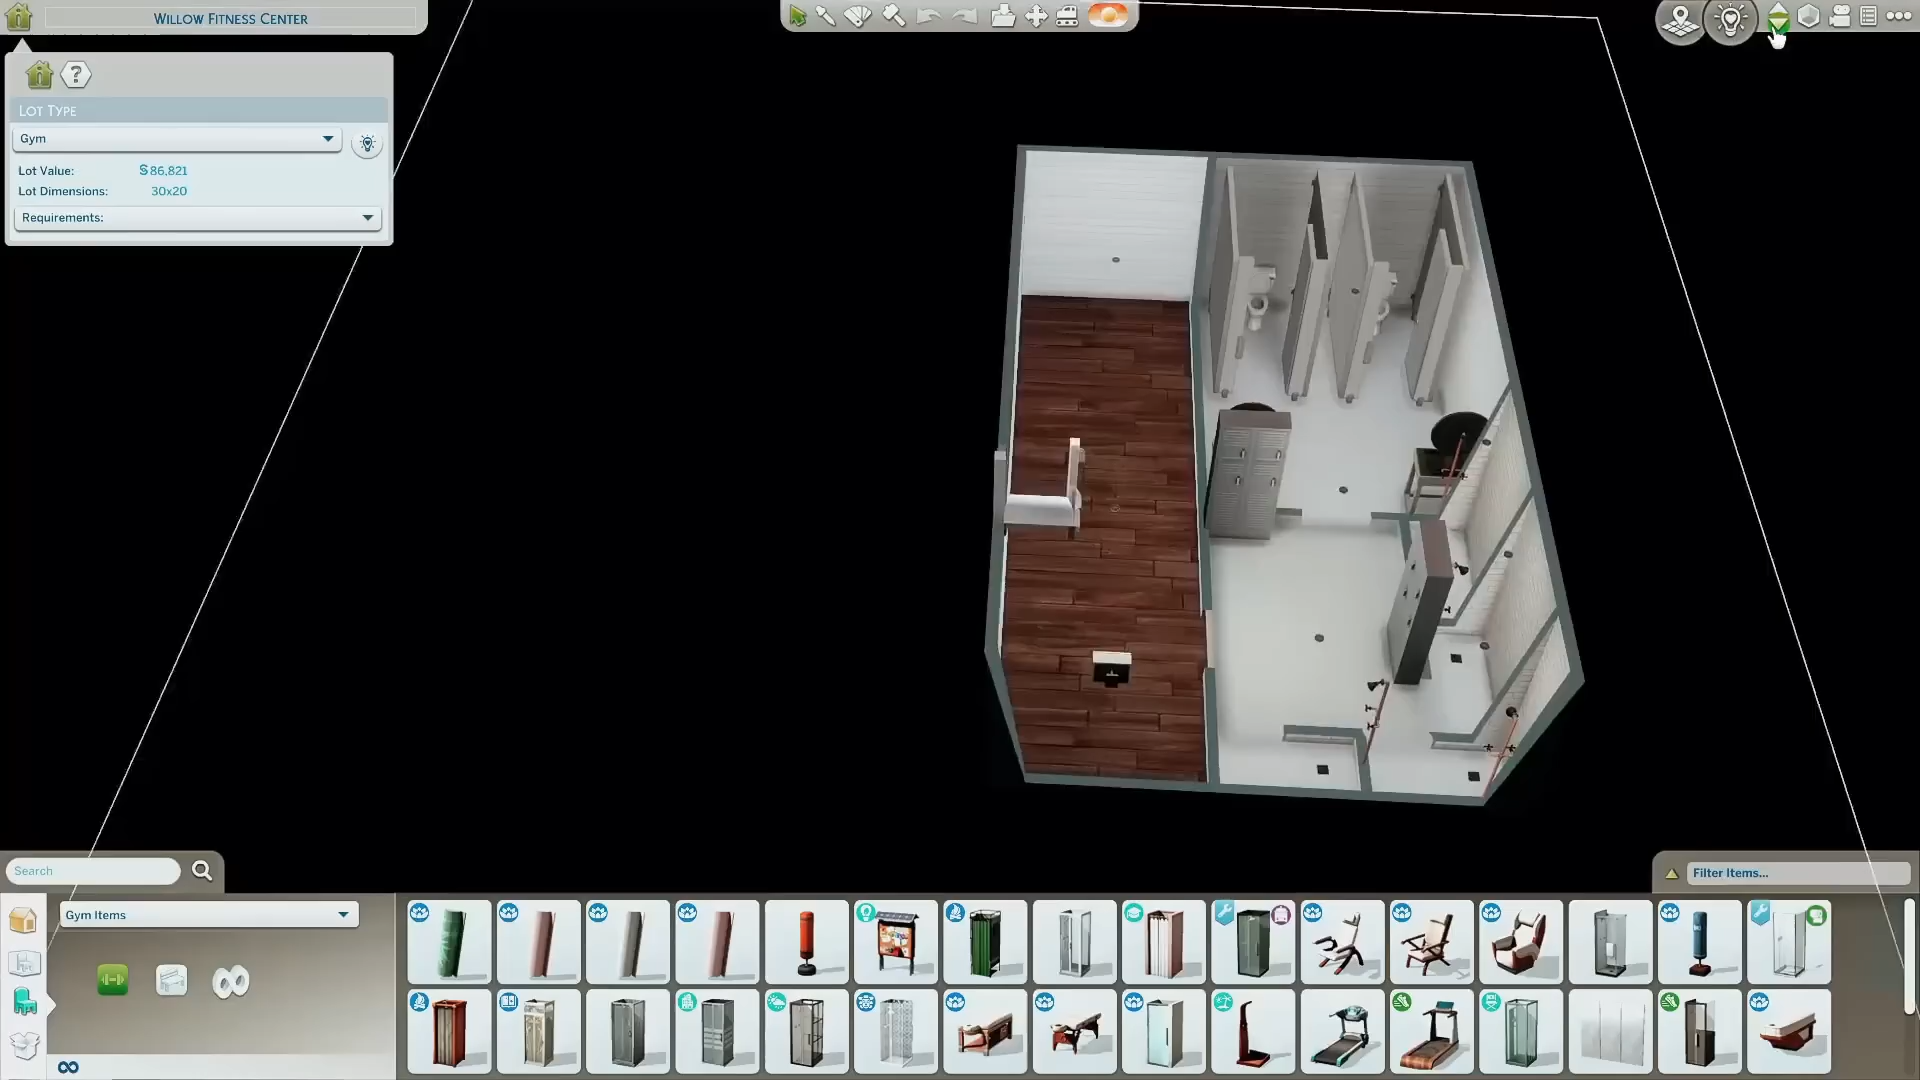 Willow Fitness Center
Lot Type
Gym
Lot Value: §86,821
Lot Dimensions: 30x20
Requirements:
Search
Filter Items...
Gym Items